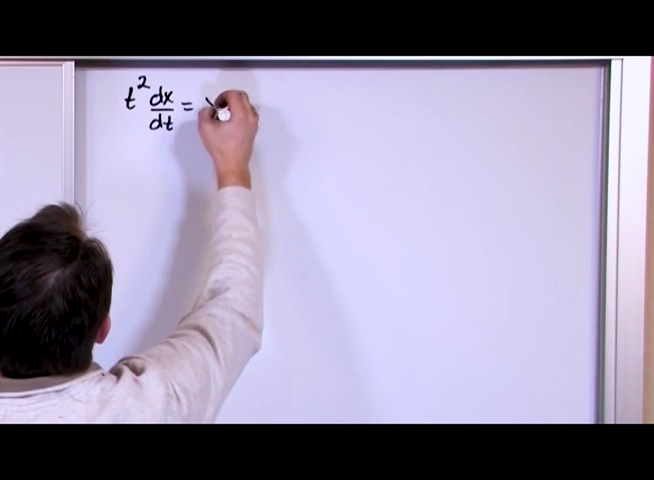 t² dx/dt =